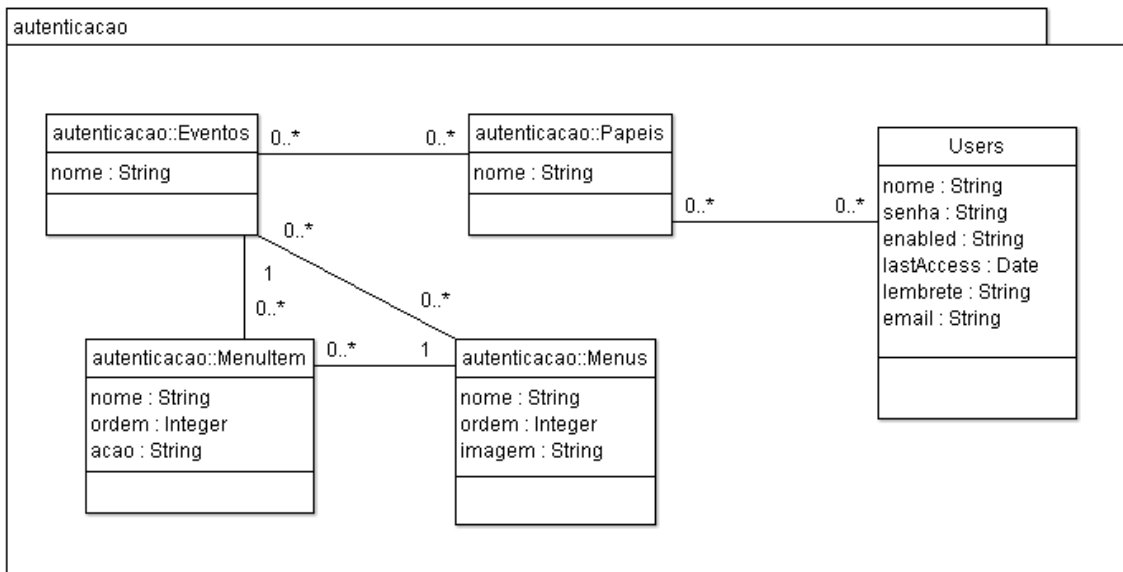 autenticacao
autenticacao::Eventos
nome : String
0..*
0..*
autenticacao::Papeis
nome : String
0..*
0..*
Users
nome : String
senha : String
enabled : String
lastAccess : Date
lembrete : String
email : String
0..*
1
0..*
0..*
autenticacao::MenuItem
nome : String
ordem : Integer
acao : String
0..*
1
autenticacao::Menus
nome : String
ordem : Integer
imagem : String